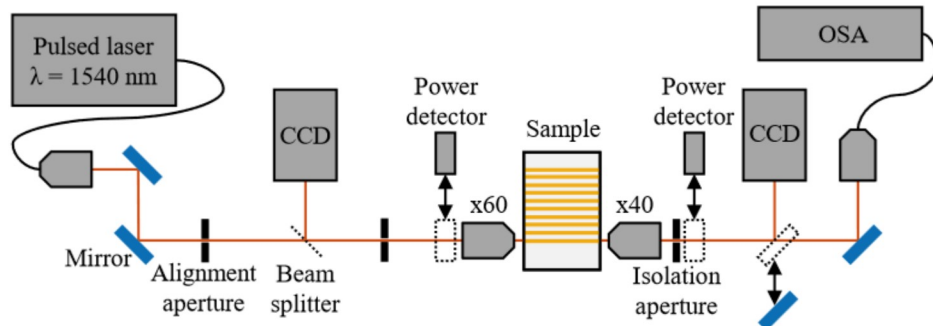 Pulsed laser
λ = 1540 nm
OSA
CCD
Power
detector
Sample
Power
detector
CCD
x60
x40
Mirror
Alignment
aperture
Beam
splitter
Isolation
aperture